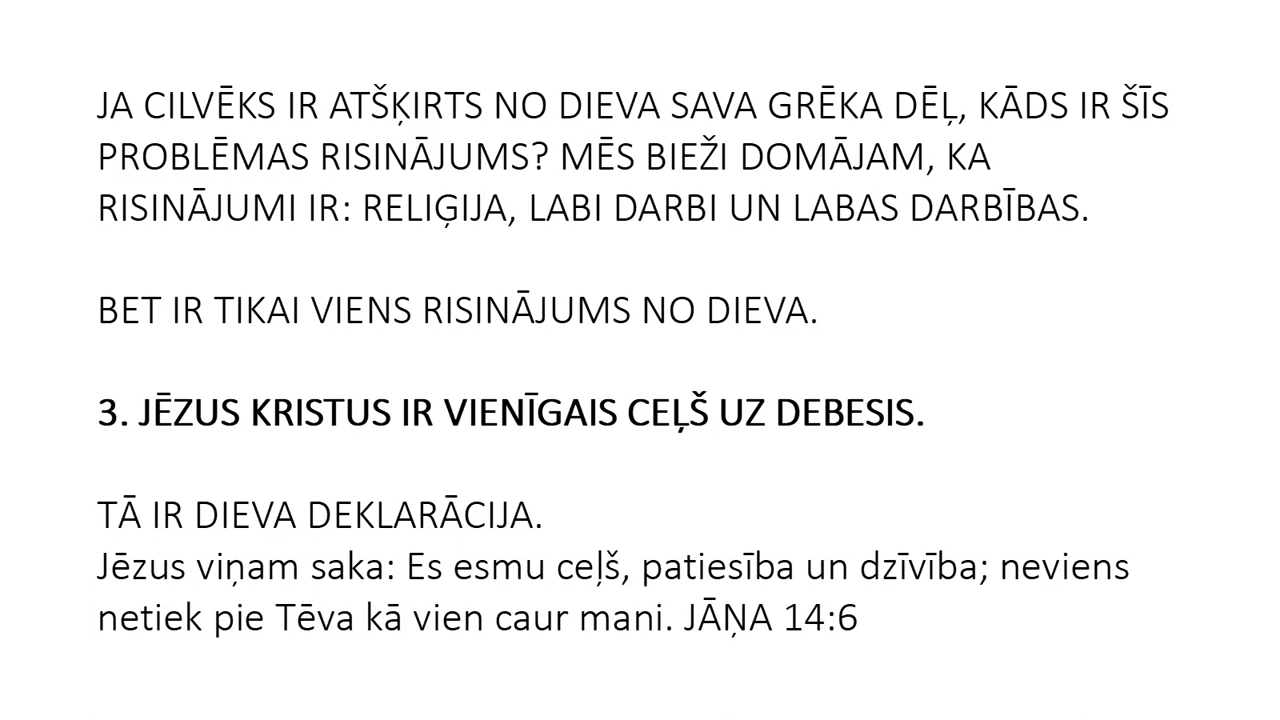 JA CILVĒKS IR ATŠĶIRTS NO DIEVA SAVA GRĒKA DĒĻ, KĀDS IR ŠĪS
PROBLĒMAS RISINĀJUMS? MĒS BIEŽI DOMĀJAM, KA
RISINĀJUMI IR: RELIĢIJA, LABI DARBI UN LABAS DARBĪBAS.
BET IR TIKAI VIENS RISINĀJUMS NO DIEVA.
3. JĒZUS KRISTUS IR VIENĪGAIS CEĻŠ UZ DEBESIS.
TĀ IR DIEVA DEKLARĀCIJA.
Jēzus viņam saka: Es esmu ceļš, patiesība un dzīvība; neviens
netiek pie Tēva kā vien caur mani. JĀŅA 14:6